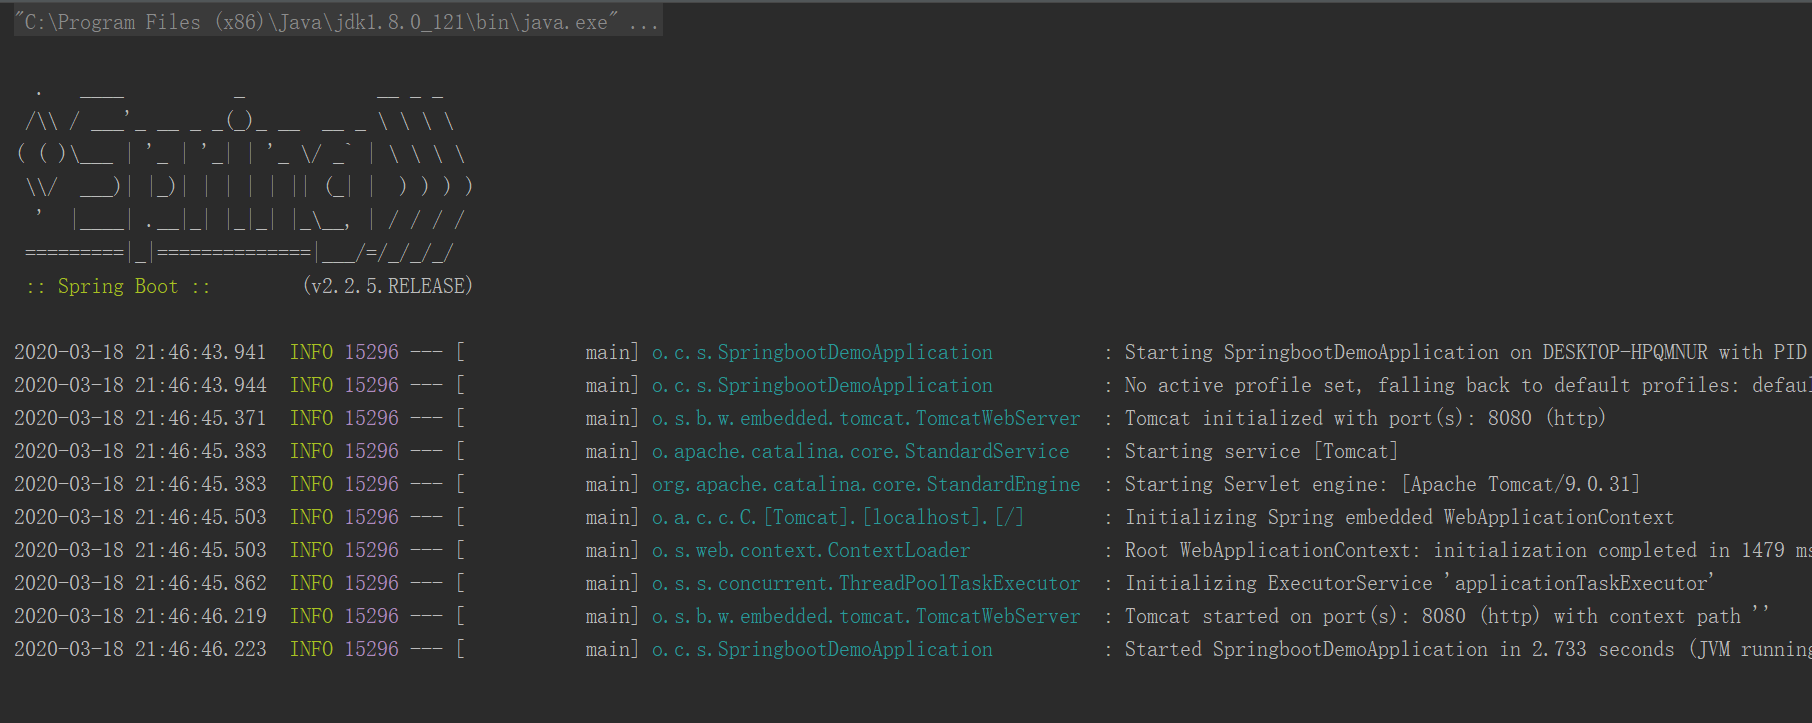 "C:\Program Files (x86)\Java\jdk1.8.0_121\bin\java.exe" ...
  .   ____          _            __ _ _
 /\\ / ___'_ __ _ _(_)_ __  __ _ \ \ \ \
( ( )\___ | '_ | '_| | '_ \/ _` | \ \ \ \
 \\/  ___)| |_)| | | | | || (_| |  ) ) ) )
  '  |____| .__|_| |_|_| |_\__, | / / / /
 =========|_|==============|___/=/_/_/_/
 :: Spring Boot ::        (v2.2.5.RELEASE)
2020-03-18 21:46:43.941  INFO 15296 --- [           main] o.c.s.SpringbootDemoApplication          : Starting SpringbootDemoApplication on DESKTOP-HPQMNUR with PID
2020-03-18 21:46:43.944  INFO 15296 --- [           main] o.c.s.SpringbootDemoApplication          : No active profile set, falling back to default profiles: defaul
2020-03-18 21:46:45.371  INFO 15296 --- [           main] o.s.b.w.embedded.tomcat.TomcatWebServer  : Tomcat initialized with port(s): 8080 (http)
2020-03-18 21:46:45.383  INFO 15296 --- [           main] o.apache.catalina.core.StandardService   : Starting service [Tomcat]
2020-03-18 21:46:45.383  INFO 15296 --- [           main] org.apache.catalina.core.StandardEngine  : Starting Servlet engine: [Apache Tomcat/9.0.31]
2020-03-18 21:46:45.503  INFO 15296 --- [           main] o.a.c.c.C.[Tomcat].[localhost].[/]       : Initializing Spring embedded WebApplicationContext
2020-03-18 21:46:45.503  INFO 15296 --- [           main] o.s.web.context.ContextLoader            : Root WebApplicationContext: initialization completed in 1479 ms
2020-03-18 21:46:45.862  INFO 15296 --- [           main] o.s.s.concurrent.ThreadPoolTaskExecutor  : Initializing ExecutorService 'applicationTaskExecutor'
2020-03-18 21:46:46.219  INFO 15296 --- [           main] o.s.b.w.embedded.tomcat.TomcatWebServer  : Tomcat started on port(s): 8080 (http) with context path ''
2020-03-18 21:46:46.223  INFO 15296 --- [           main] o.c.s.SpringbootDemoApplication          : Started SpringbootDemoApplication in 2.733 seconds (JVM running